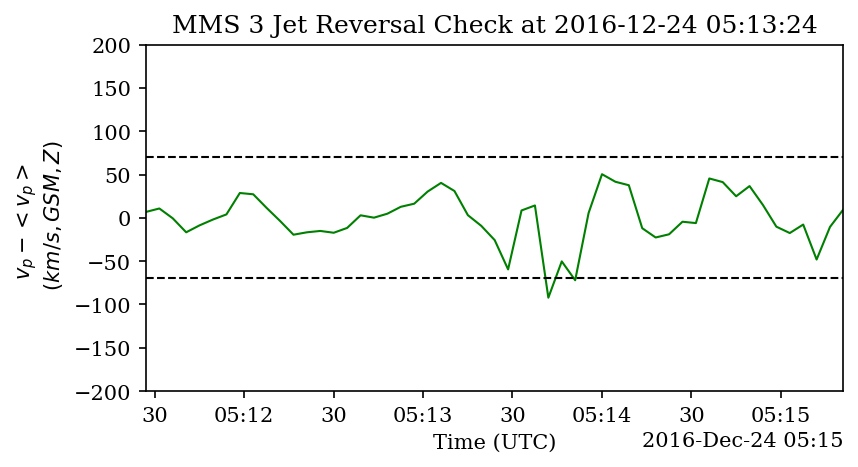 MMS 3 Jet Reversal Check at 2016-12-24 05:13:24
200
150
100
50
0
−50
−100
−150
−200
v_p − < v_p >
(km/s, GSM, Z)
30 05:12 30 05:13 30 05:14 30 05:15
Time (UTC)
2016-Dec-24 05:15